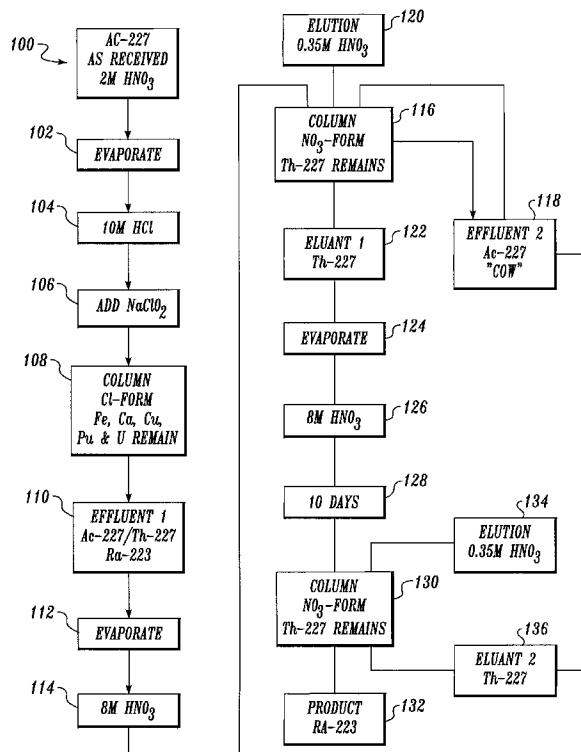 100
AC-227
AS RECEIVED
2M HNO₃
102
EVAPORATE
104
10M HCl
106
ADD NaClO₂
108
COLUMN
Cl-FORM
Fe, Ca, Cu,
Pu & U REMAIN
110
EFFLUENT 1
Ac-227/Th-227
Ra-223
112
EVAPORATE
114
8M HNO₃
120
ELUTION
0.35M HNO₃
116
COLUMN
NO₃-FORM
Th-227 REMAINS
118
EFFLUENT 2
Ac-227
"COW"
122
ELUANT 1
Th-227
124
EVAPORATE
126
8M HNO₃
128
10 DAYS
134
ELUTION
0.35M HNO₃
130
COLUMN
NO₃-FORM
Th-227 REMAINS
136
ELUANT 2
Th-227
132
PRODUCT
RA-223